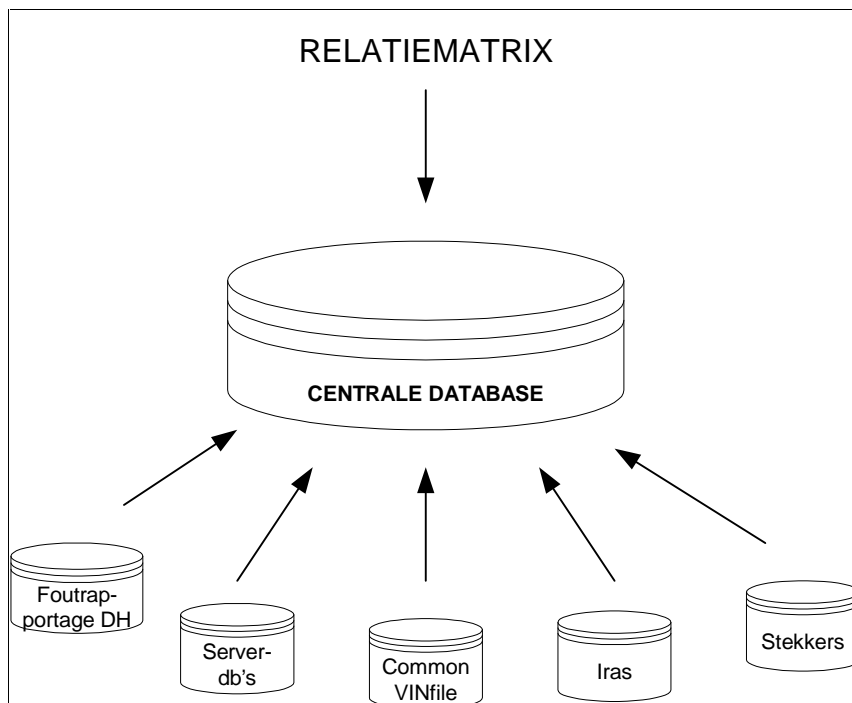 RELATIEMATRIX
CENTRALE DATABASE
Foutrap-
portage DH
Server-
db's
Common
VINfile
Iras
Stekkers